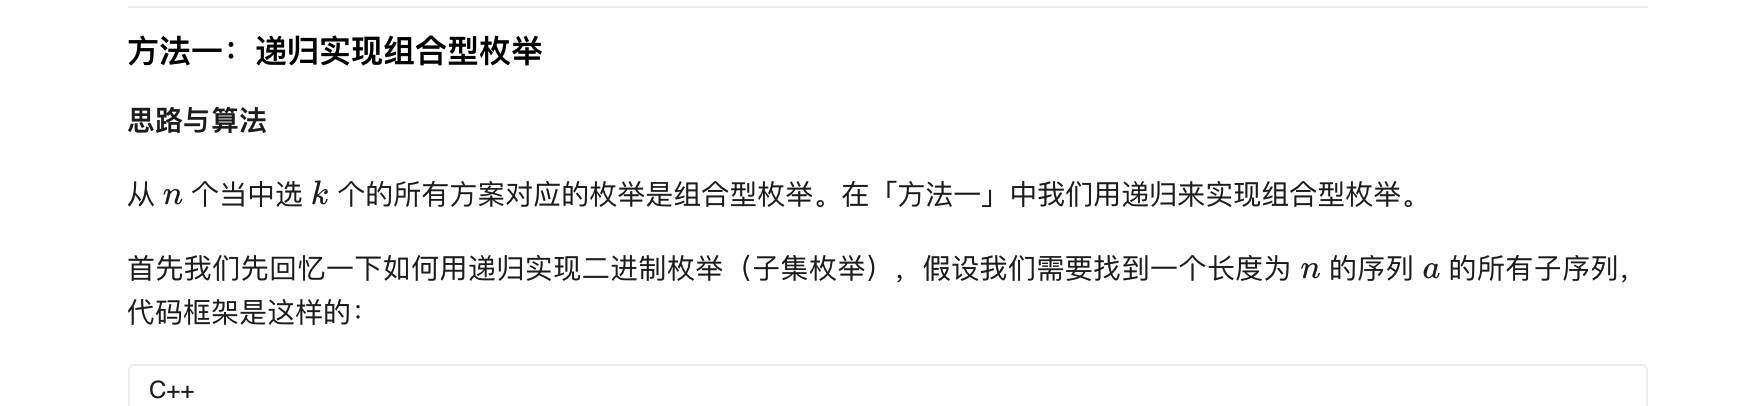 方法一：递归实现组合型枚举
思路与算法
从 n 个当中选 k 个的所有方案对应的枚举是组合型枚举。在「方法一」中我们用递归来实现组合型枚举。
首先我们先回忆一下如何用递归实现二进制枚举（子集枚举），假设我们需要找到一个长度为 n 的序列 a 的所有子序列，
代码框架是这样的：
C++